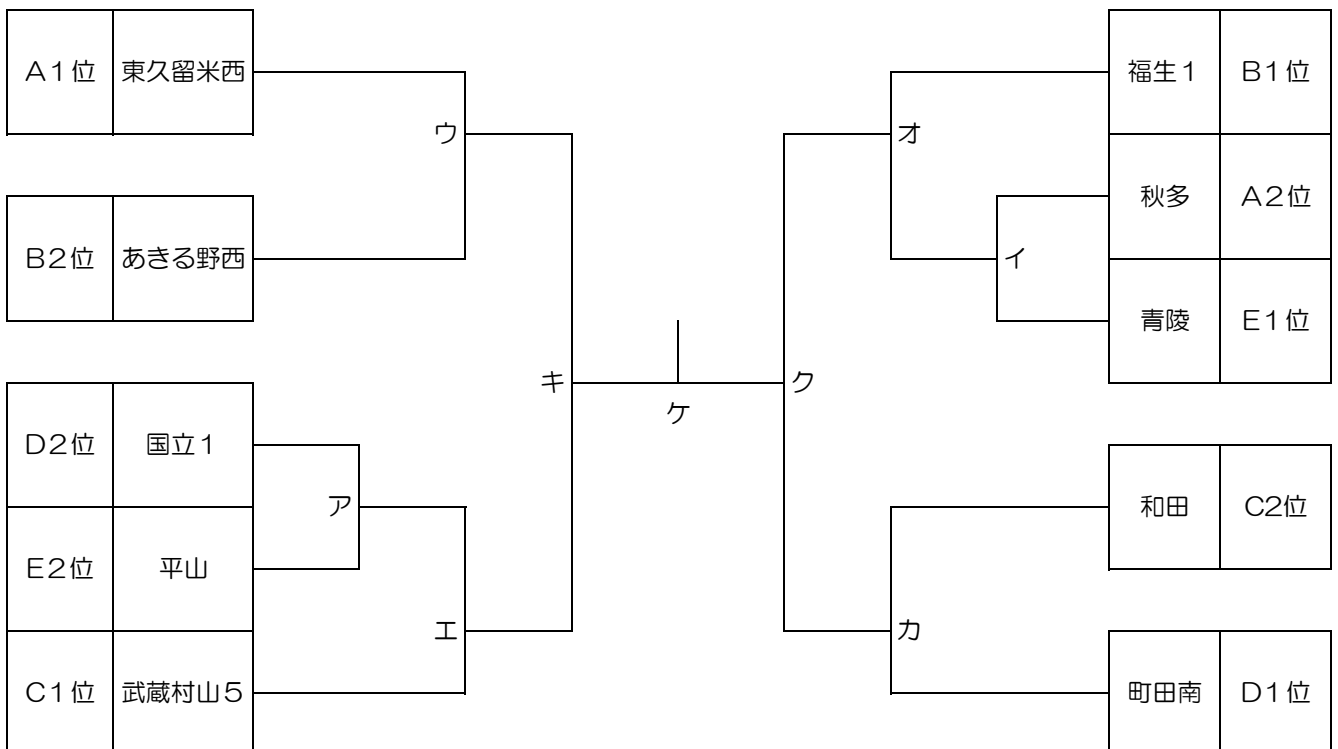 A1位 東久留米西
B2位 あきる野西
D2位 国立1
E2位 平山
C1位 武蔵村山5
ウ
ア
エ
キ
ケ
ク
オ
イ
カ
福生1 B1位
秋多 A2位
青陵 E1位
和田 C2位
町田南 D1位